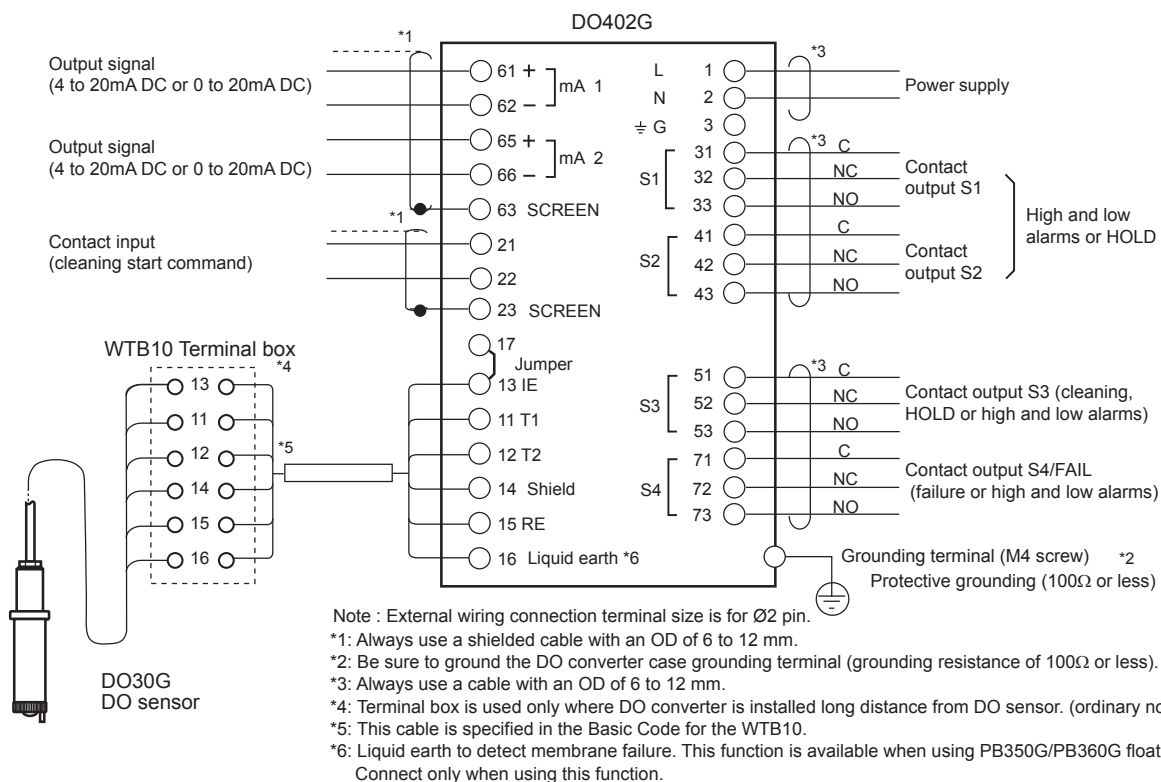 DO402G
*1
Output signal
(4 to 20mA DC or 0 to 20mA DC)
61 +
62 –
mA 1
Output signal
(4 to 20mA DC or 0 to 20mA DC)
65 +
66 –
mA 2
63 SCREEN
*1
Contact input
(cleaning start command)
21
22
23 SCREEN
17
Jumper
13 IE
11 T1
12 T2
14 Shield
15 RE
16 Liquid earth *6
WTB10 Terminal box
*4
13
11
12
14
15
16
*5
DO30G
DO sensor
L 1
N 2
G 3
*3
Power supply
S1
31
32
33
*3
C
NC
NO
Contact
output S1
S2
41
42
43
C
NC
NO
Contact
output S2
High and low
alarms or HOLD
S3
51
52
53
*3
C
NC
NO
Contact output S3 (cleaning,
HOLD or high and low alarms)
S4
71
72
73
C
NC
NO
Contact output S4/FAIL
(failure or high and low alarms)
Grounding terminal (M4 screw) *2
Protective grounding (100Ω or less)
Note : External wiring connection terminal size is for Ø2 pin.
*1: Always use a shielded cable with an OD of 6 to 12 mm.
*2: Be sure to ground the DO converter case grounding terminal (grounding resistance of 100Ω or less).
*3: Always use a cable with an OD of 6 to 12 mm.
*4: Terminal box is used only where DO converter is installed long distance from DO sensor. (ordinary
*5: This cable is specified in the Basic Code for the WTB10.
*6: Liquid earth to detect membrane failure. This function is available when using PB350G/PB360G float
Connect only when using this function.